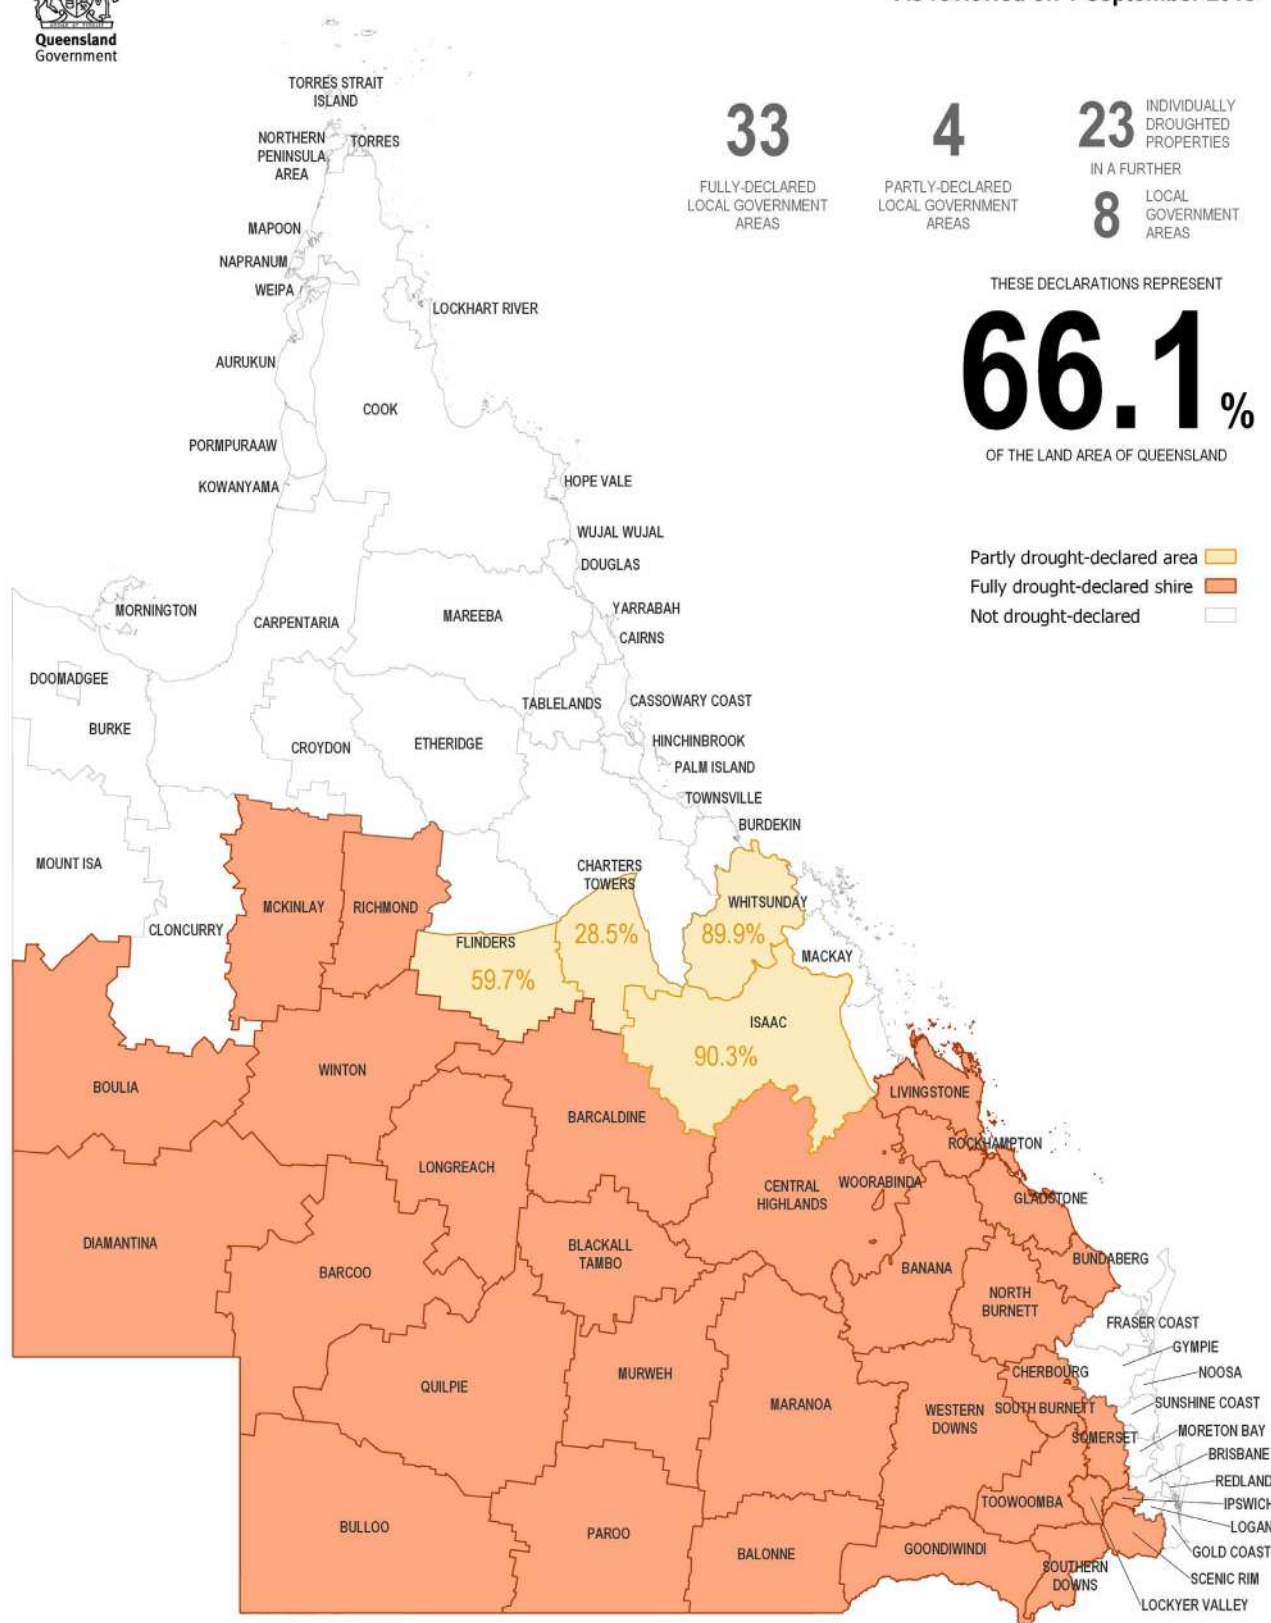 Queensland
Government
33
FULLY-DECLARED
LOCAL GOVERNMENT
AREAS
4
PARTLY-DECLARED
LOCAL GOVERNMENT
AREAS
23 INDIVIDUALLY
DROUGHTED
PROPERTIES
IN A FURTHER
8 LOCAL
GOVERNMENT
AREAS
THESE DECLARATIONS REPRESENT
66.1%
OF THE LAND AREA OF QUEENSLAND
Partly drought-declared area
Fully drought-declared shire
Not drought-declared
TORRES STRAIT
ISLAND
NORTHERN
PENINSULA
AREA
TORRES
MAPOON
NAPRANUM
WEIPA
LOCKHART RIVER
AURUKUN
COOK
PORMPURAAW
KOWANYAMA
HOPE VALE
WUJAL WUJAL
DOUGLAS
MORNINGTON
CARPENTARIA
MAREEBA
YARRABAH
CAIRNS
DOOMADGEE
BURKE
CROYDON
ETHERIDGE
TABLELANDS
CASSOWARY COAST
HINCHINBROOK
PALM ISLAND
TOWNSVILLE
BURDEKIN
MOUNT ISA
CLONCURRY
MCKINLAY
RICHMOND
FLINDERS
59.7%
CHARTERS
TOWERS
28.5%
WHITSUNDAY
89.9%
MACKAY
ISAAC
90.3%
BOULIA
WINTON
BARCALDINE
LIVINGSTONE
ROCKHAMPTON
LONGREACH
CENTRAL
HIGHLANDS
WOORABINDA
GLADSTONE
DIAMANTINA
BARCOO
BLACKALL
TAMBO
BANANA
BUNDABERG
NORTH
BURNETT
FRASER COAST
GYMPIE
NOOSA
QUILPIE
MURWEH
MARANOA
CHERBOURG
WESTERN
DOWNS
SOUTH BURNETT
SUNSHINE COAST
SOMERSET
MORETON BAY
BRISBANE
REDLAND
TOOWOOMBA
IPSWICH
LOGAN
BULLOO
PAROO
BALONNE
GOONDIWINDI
SOUTHERN
DOWNS
GOLD COAST
SCENIC RIM
LOCKYER VALLEY